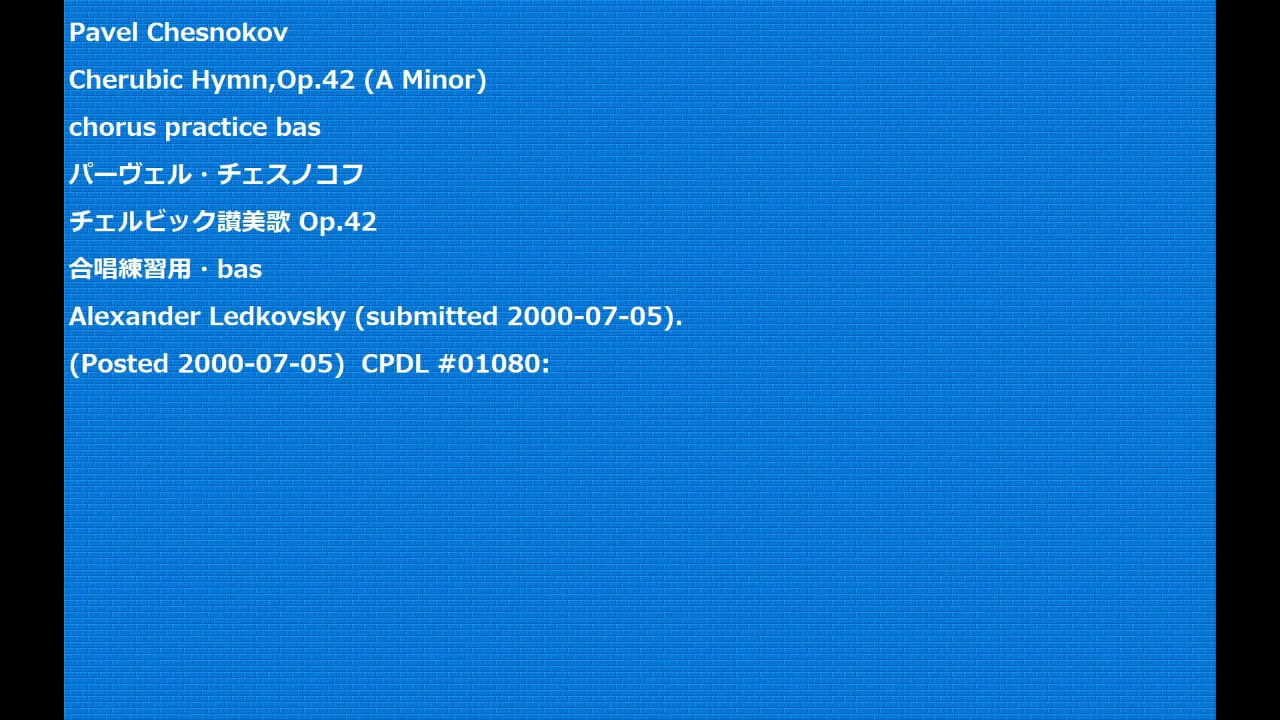 Pavel Chesnokov
Cherubic Hymn,Op.42 (A Minor)
chorus practice bas
パーヴェル・チェスノコフ
チェルビック讃美歌 Op.42
合唱練習用・bas
Alexander Ledkovsky (submitted 2000-07-05).
(Posted 2000-07-05)  CPDL #01080: